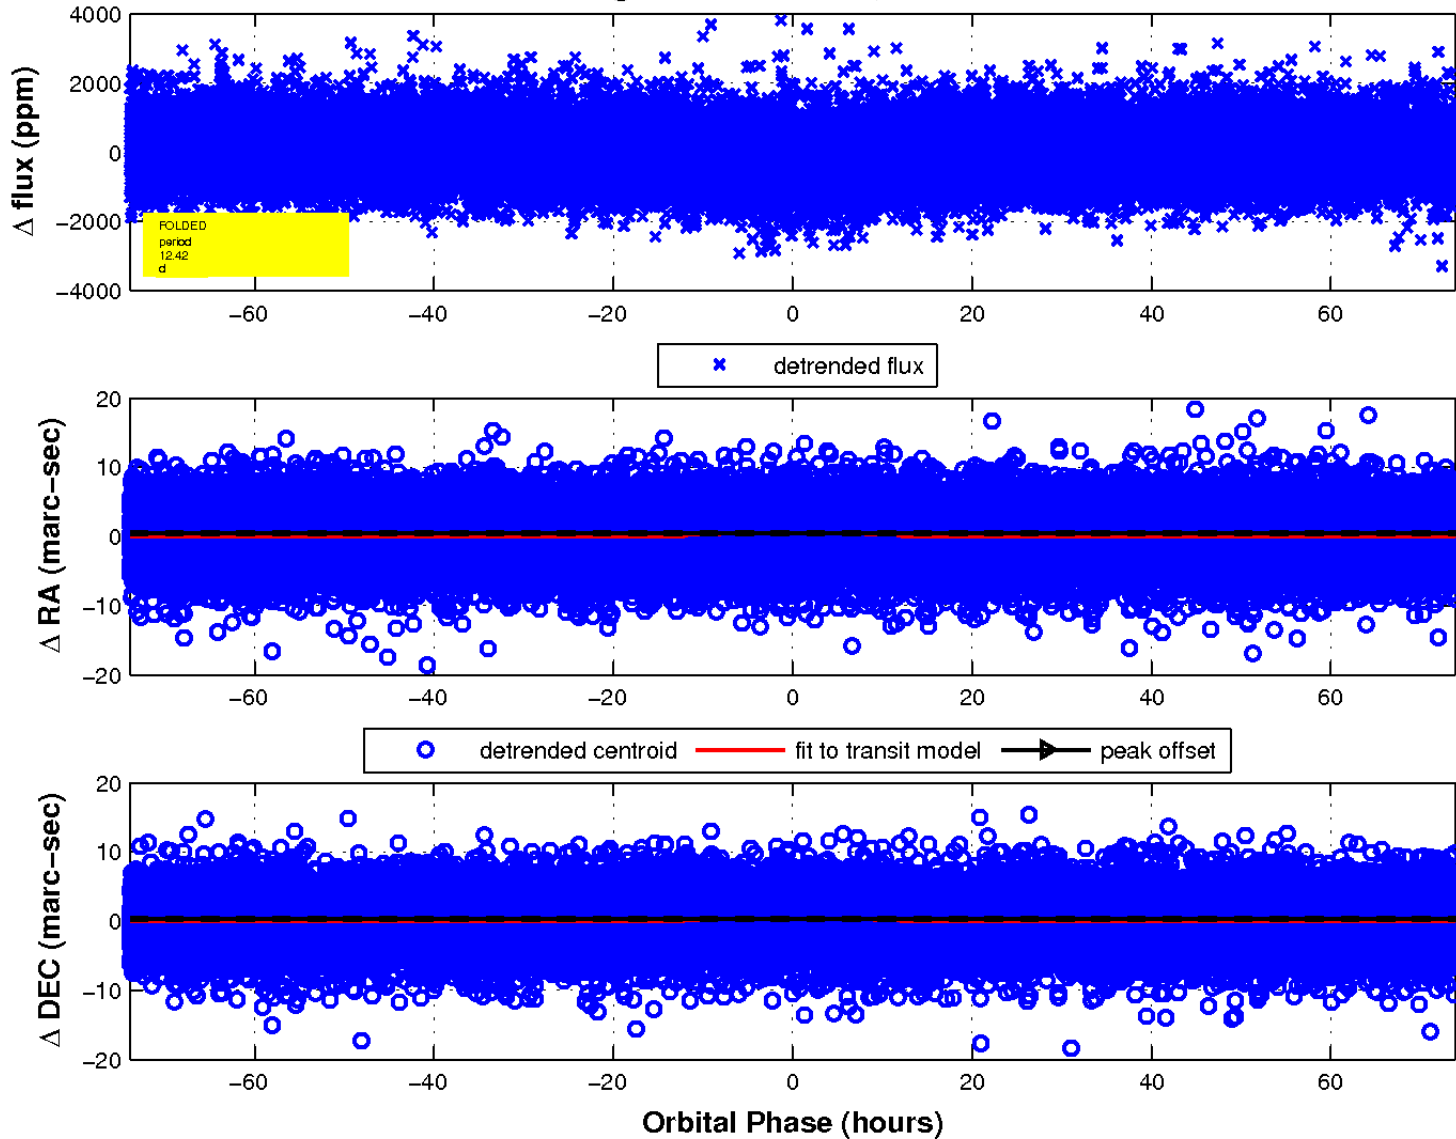 4000
2000
0
−2000
−4000
Δ flux (ppm)
FOLDED
period
12.42
d
−60 −40 −20 0 20 40 60
detrended flux
20
10
0
−10
−20
Δ RA (marc−sec)
−60 −40 −20 0 20 40 60
detrended centroid fit to transit model peak offset
20
10
0
−10
−20
Δ DEC (marc−sec)
−60 −40 −20 0 20 40 60
Orbital Phase (hours)